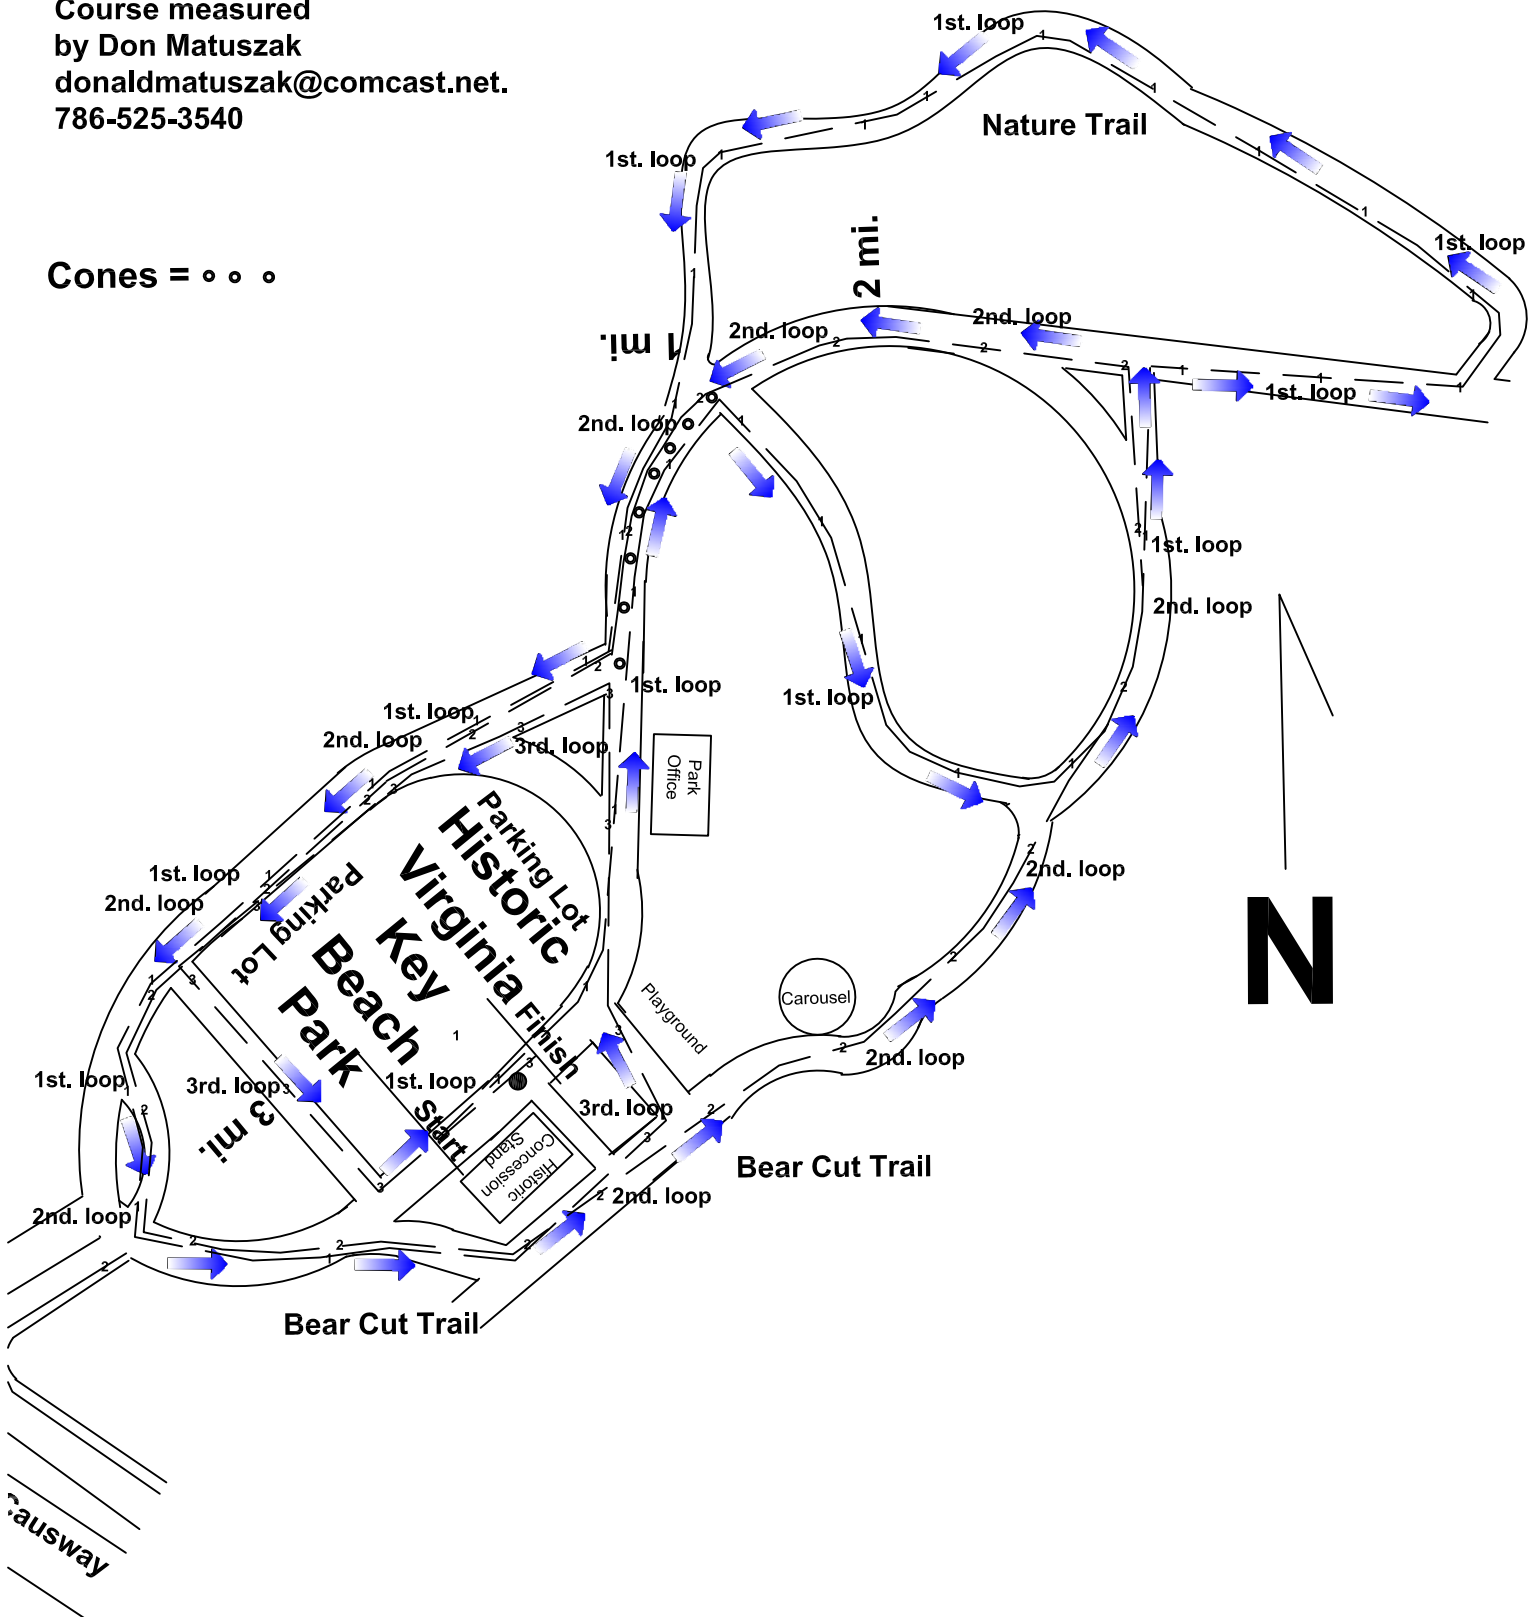 Course measured
by Don Matuszak
donaldmatuszak@comcast.net.
786-525-3540
Cones =
1st. loop
Nature Trail
1st. loop
1st. loop
2 mi.
1 mi.
2nd. loop
2nd. loop
1st. loop
2nd. loop
1st. loop
2nd. loop
1st. loop
1st. loop
1st. loop
2nd. loop
3rd. loop
Park
Office
Parking Lot
Historic
Virginia
Key
Beach
Park
Parking Lot
1st. loop
2nd. loop
2nd. loop
Carousel
Playground
Finish
N
2nd. loop
1st. loop
3rd. loop
1st. loop
3rd. loop
3 mi.
Start
Historic
Concession
Stand
Bear Cut Trail
2nd. loop
2nd. loop
Bear Cut Trail
Causway